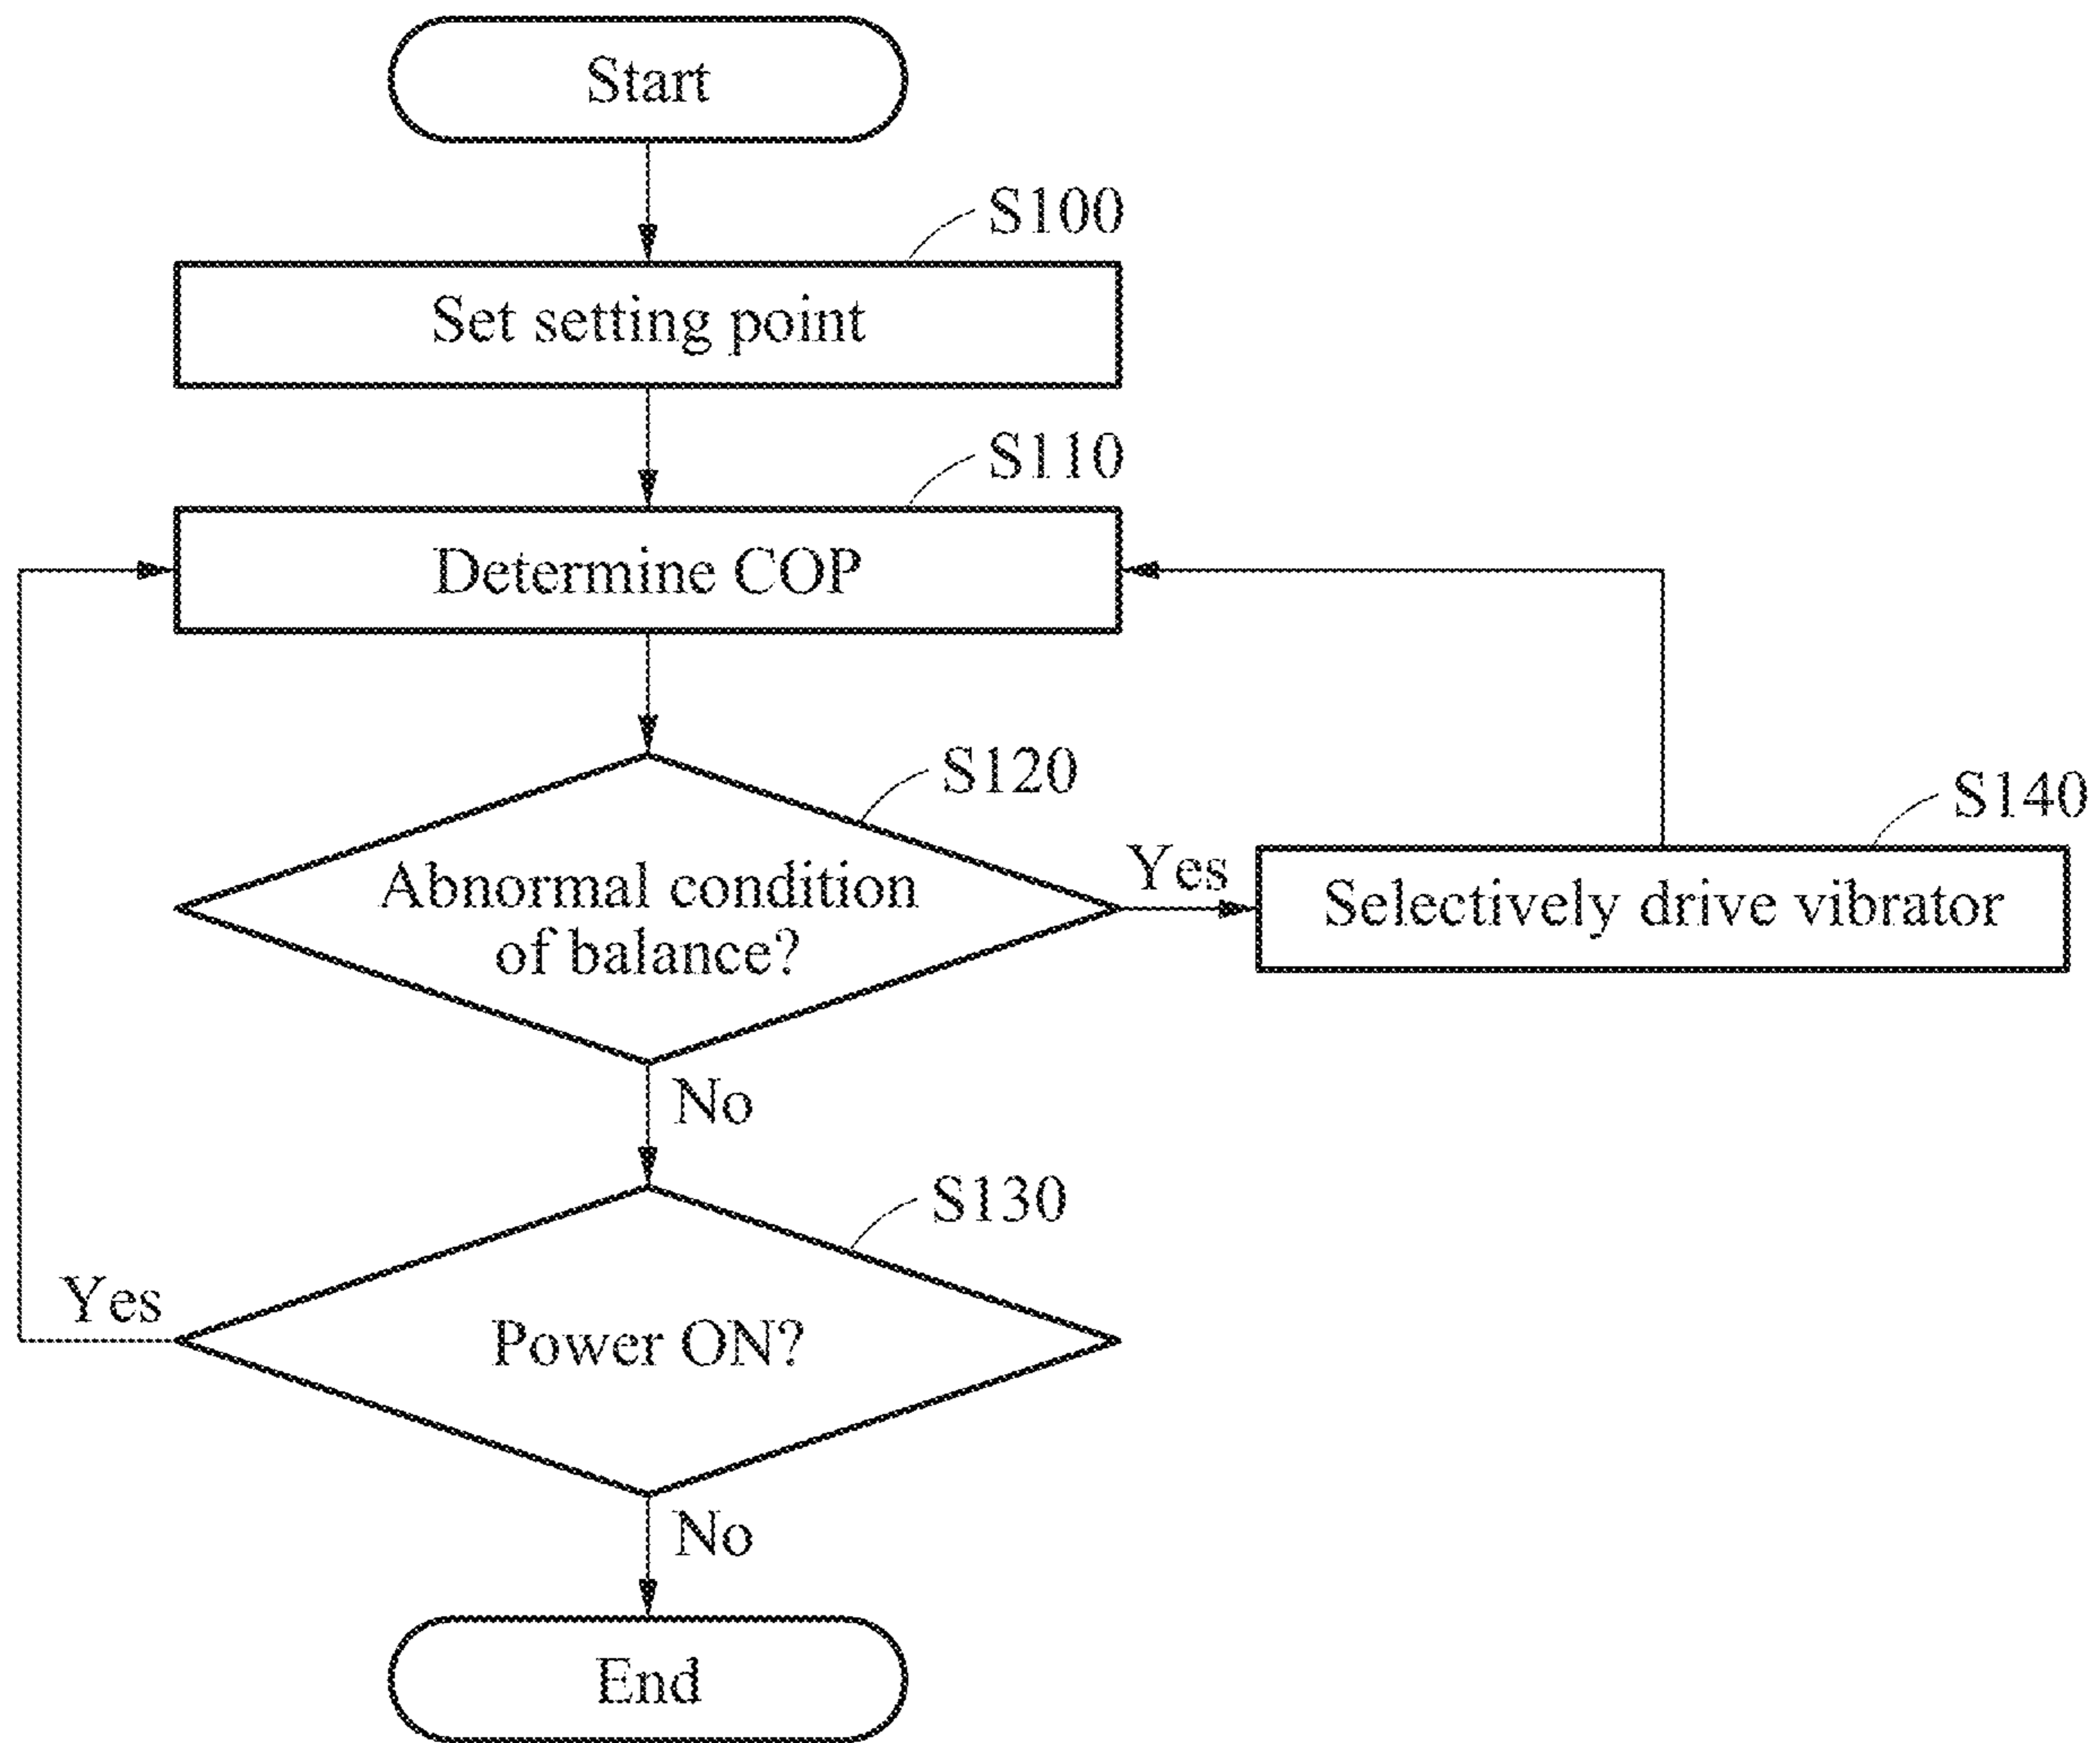 Start
S100
Set setting point
S110
Determine COP
S120
Abnormal condition
of balance?
Yes
S140
Selectively drive vibrator
No
S130
Yes
Power ON?
No
End